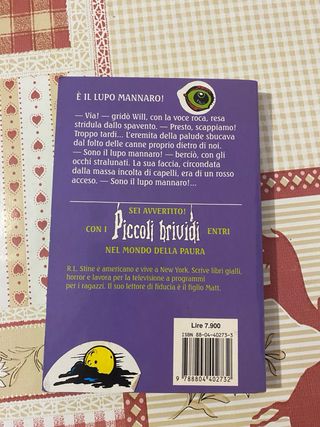 È IL LUPO MANNARO!
— Via! — gridò Will, con la voce roca, resa
stridula dallo spavento. — Presto, scappiamo!
Troppo tardi... L'eremita della palude sbucava
dal folto delle canne proprio dietro di noi.
— Sono il lupo mannaro! — berciò, con gli
occhi stralunati. La sua faccia, circondata
dalla massa incolta di capelli, era di un rosso
acceso. — Sono il lupo mannaro!...
SEI AVVERTITO!
CON I Piccoli brividi ENTRI
NEL MONDO DELLA PAURA
R.L. Stine è americano e vive a New York. Scrive libri gialli,
horror e lavora per la televisione a programmi
per i ragazzi. Il suo lettore di fiducia è il figlio Matt.
Lire 7.900
ISBN 88-04-40273-3
9 788804 402732